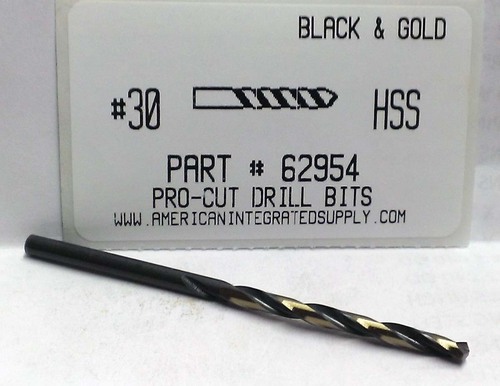 BLACK & GOLD
#30 HSS
PART # 62954
PRO-CUT DRILL BITS
WWW.AMERICANINTEGRATEDSUPPLY.COM